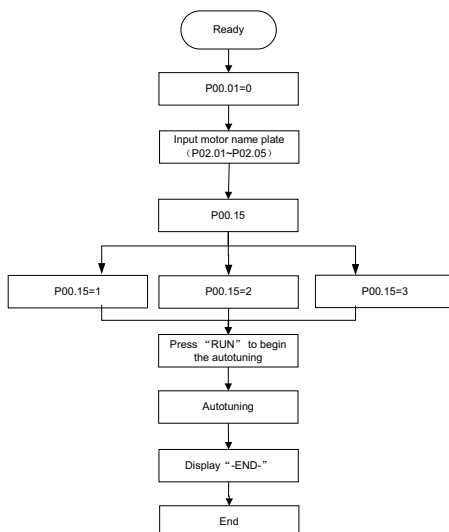 Ready
P00.01=0
Input motor name plate
（P02.01~P02.05）
P00.15
P00.15=1
P00.15=2
P00.15=3
Press “RUN” to begin
the autotuning
Autotuning
Display “-END-”
End